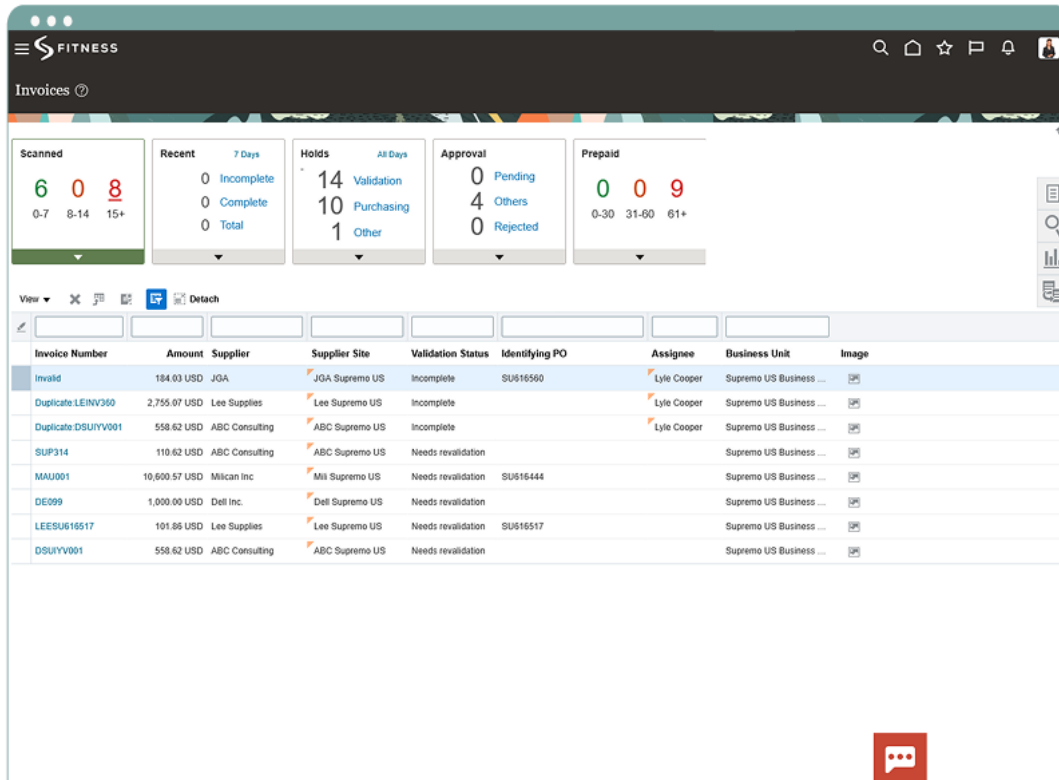 FITNESS
Invoices
Scanned
6 0 8
0-7 8-14 15+
Recent 7 Days
0 Incomplete
0 Complete
0 Total
Holds All Days
14 Validation
10 Purchasing
1 Other
Approval
0 Pending
4 Others
0 Rejected
Prepaid
0 0 9
0-30 31-60 61+
View Detach
Invoice Number Amount Supplier Supplier Site Validation Status Identifying PO Assignee Business Unit Image
Invalid 184.03 USD JGA JGA Supremo US Incomplete SU616560 Lyle Cooper Supremo US Business ...
Duplicate:LEINV360 2,755.07 USD Lee Supplies Lee Supremo US Incomplete Lyle Cooper Supremo US Business ...
Duplicate:DSUIYV001 558.62 USD ABC Consulting ABC Supremo US Incomplete Lyle Cooper Supremo US Business ...
SUP314 110.62 USD ABC Consulting ABC Supremo US Needs revalidation Supremo US Business ...
MAU001 10,600.57 USD Milican Inc Mili Supremo US Needs revalidation SU616444 Supremo US Business ...
DE099 1,000.00 USD Dell Inc. Dell Supremo US Needs revalidation Supremo US Business ...
LEESU616517 101.86 USD Lee Supplies Lee Supremo US Needs revalidation SU616517 Supremo US Business ...
DSUIYV001 558.62 USD ABC Consulting ABC Supremo US Needs revalidation Supremo US Business ...